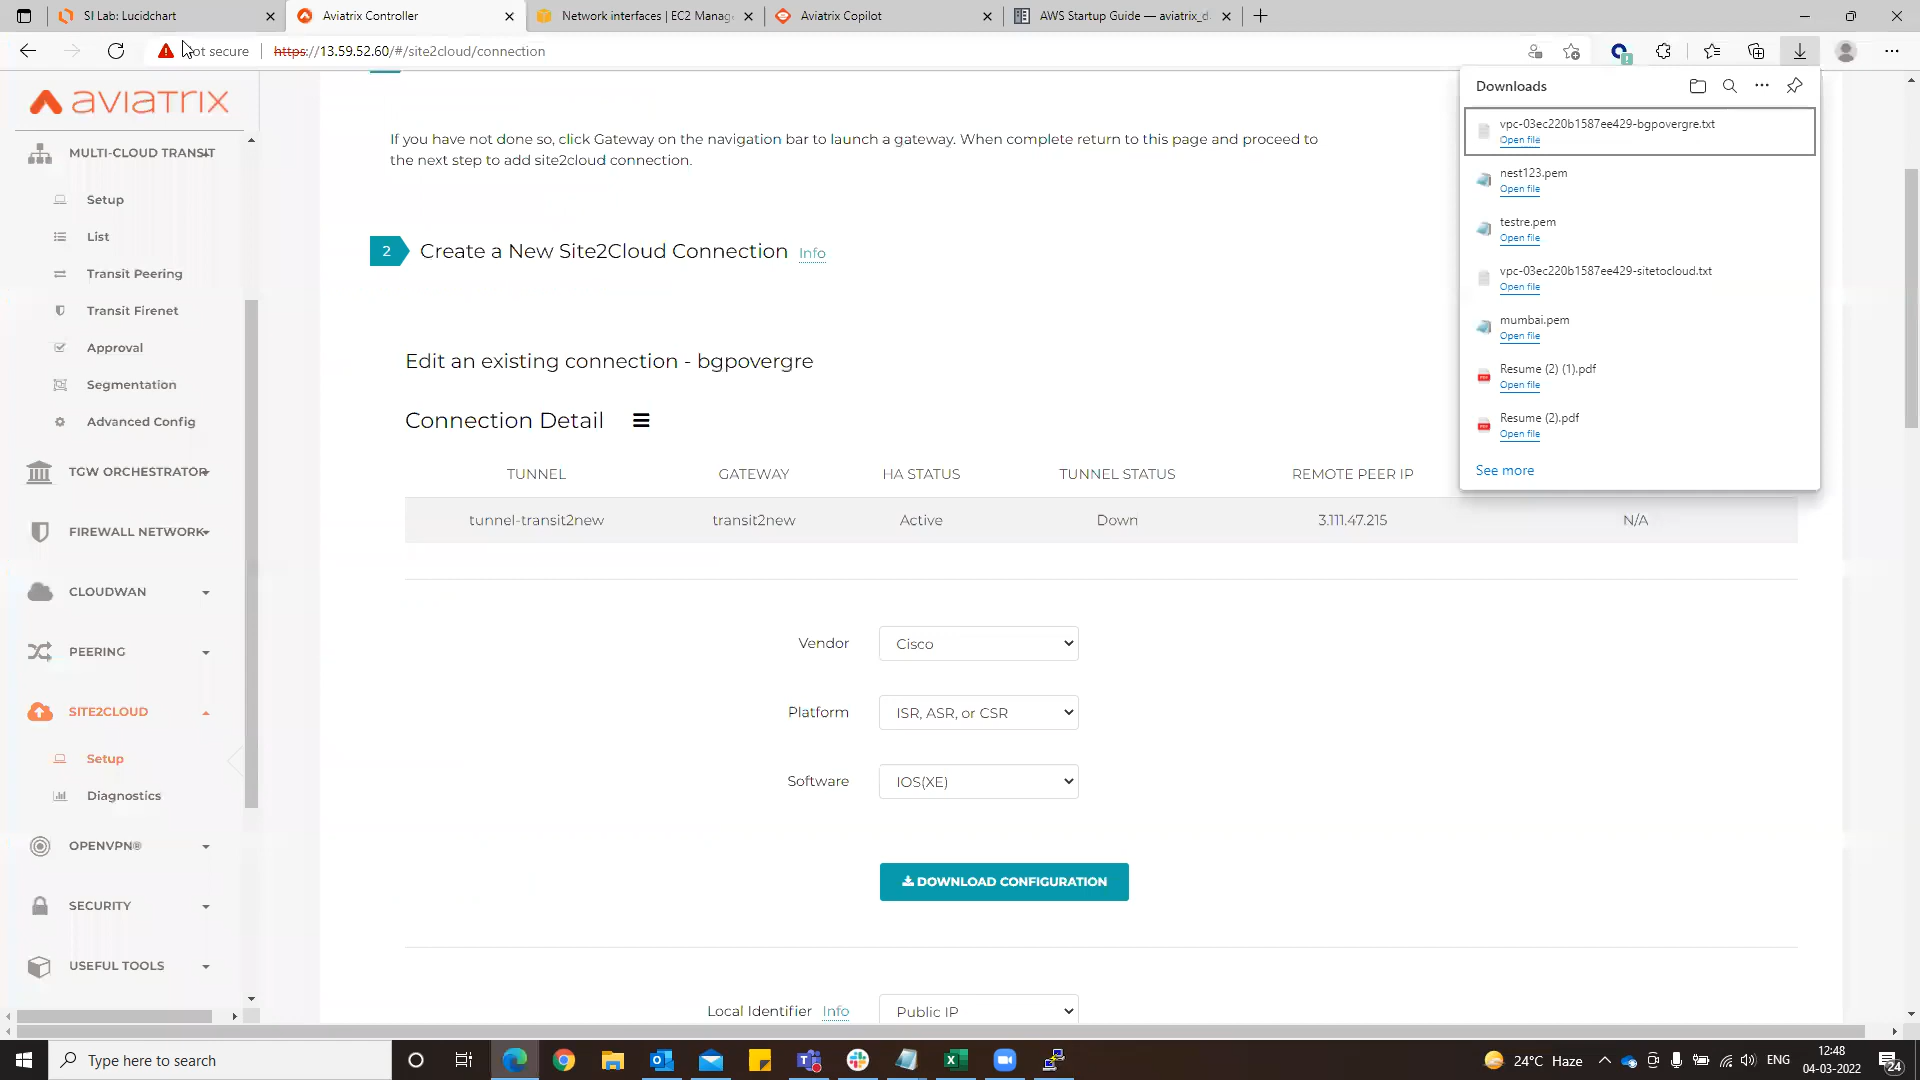 SI Lab: Lucidchart
Aviatrix Controller
Network interfaces | EC2 Manag
Aviatrix Copilot
AWS Startup Guide — aviatrix_d
ot secure
https://13.59.52.60/#/site2cloud/connection
aviatrix
MULTI-CLOUD TRANSIT
Setup
List
Transit Peering
Transit Firenet
Approval
Segmentation
Advanced Config
TGW ORCHESTRATOR
FIREWALL NETWORK
CLOUDWAN
PEERING
SITE2CLOUD
Setup
Diagnostics
OPENVPN®
SECURITY
USEFUL TOOLS
If you have not done so, click Gateway on the navigation bar to launch a gateway. When complete return to this page and proceed to
the next step to add site2cloud connection.
2 Create a New Site2Cloud Connection Info
Edit an existing connection - bgpovergre
Connection Detail
TUNNEL GATEWAY HA STATUS TUNNEL STATUS REMOTE PEER IP
tunnel-transit2new transit2new Active Down 3.111.47.215 N/A
Vendor Cisco
Platform ISR, ASR, or CSR
Software IOS(XE)
DOWNLOAD CONFIGURATION
Local Identifier Info Public IP
Downloads
vpc-03ec220b1587ee429-bgpovergre.txt
Open file
nest123.pem
Open file
testre.pem
Open file
vpc-03ec220b1587ee429-sitetocloud.txt
Open file
mumbai.pem
Open file
Resume (2) (1).pdf
Open file
Resume (2).pdf
Open file
See more
Type here to search
24°C Haze
ENG
12:48
04-03-2022
24